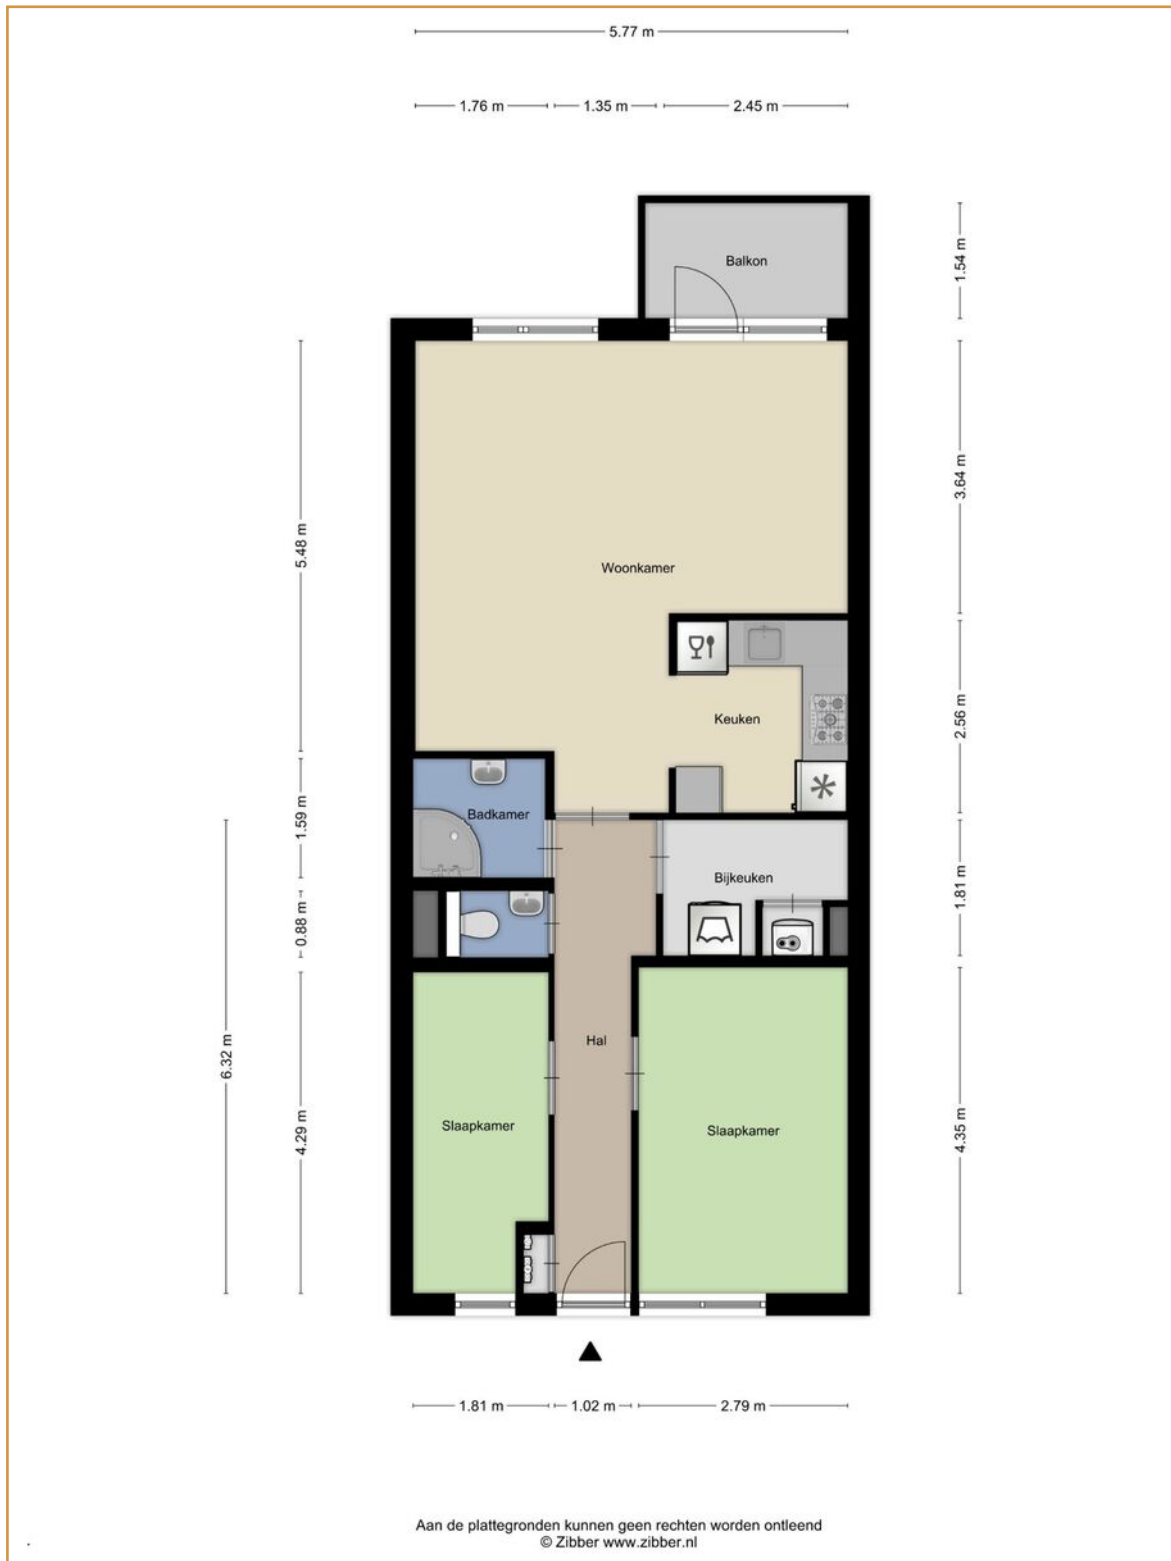 5.77 m
1.76 m
1.35 m
2.45 m
Balkon
1.54 m
3.64 m
5.48 m
Woonkamer
2.56 m
Keuken
Badkamer
1.59 m
Bijkeuken
1.81 m
0.88 m
6.32 m
Hal
4.29 m
Slaapkamer
Slaapkamer
4.35 m
1.81 m
1.02 m
2.79 m
Aan de plattegronden kunnen geen rechten worden ontleend
© Zibber www.zibber.nl